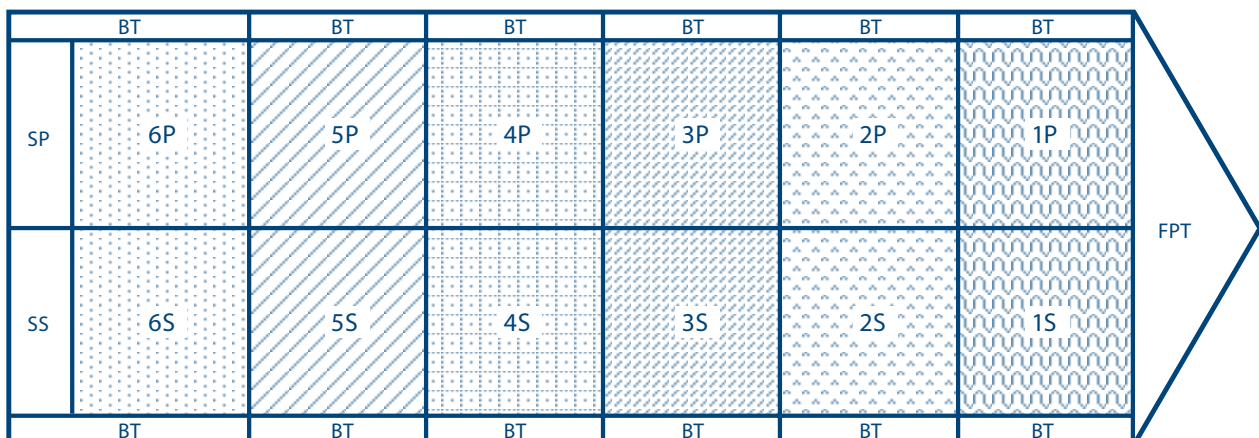 BT BT BT BT BT BT
SP 6P 5P 4P 3P 2P 1P
FPT
SS 6S 5S 4S 3S 2S 1S
BT BT BT BT BT BT